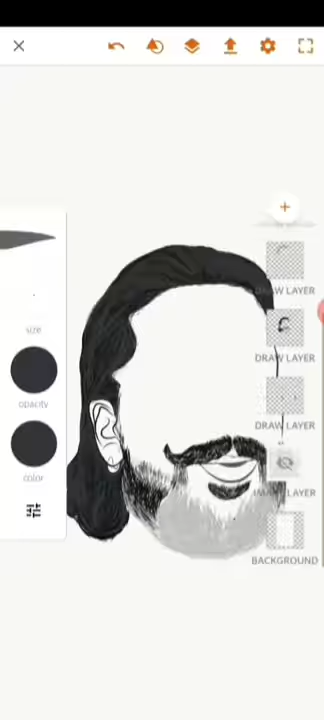 size
opacity
color
DRAW LAYER
DRAW LAYER
DRAW LAYER
IMAGE LAYER
BACKGROUND